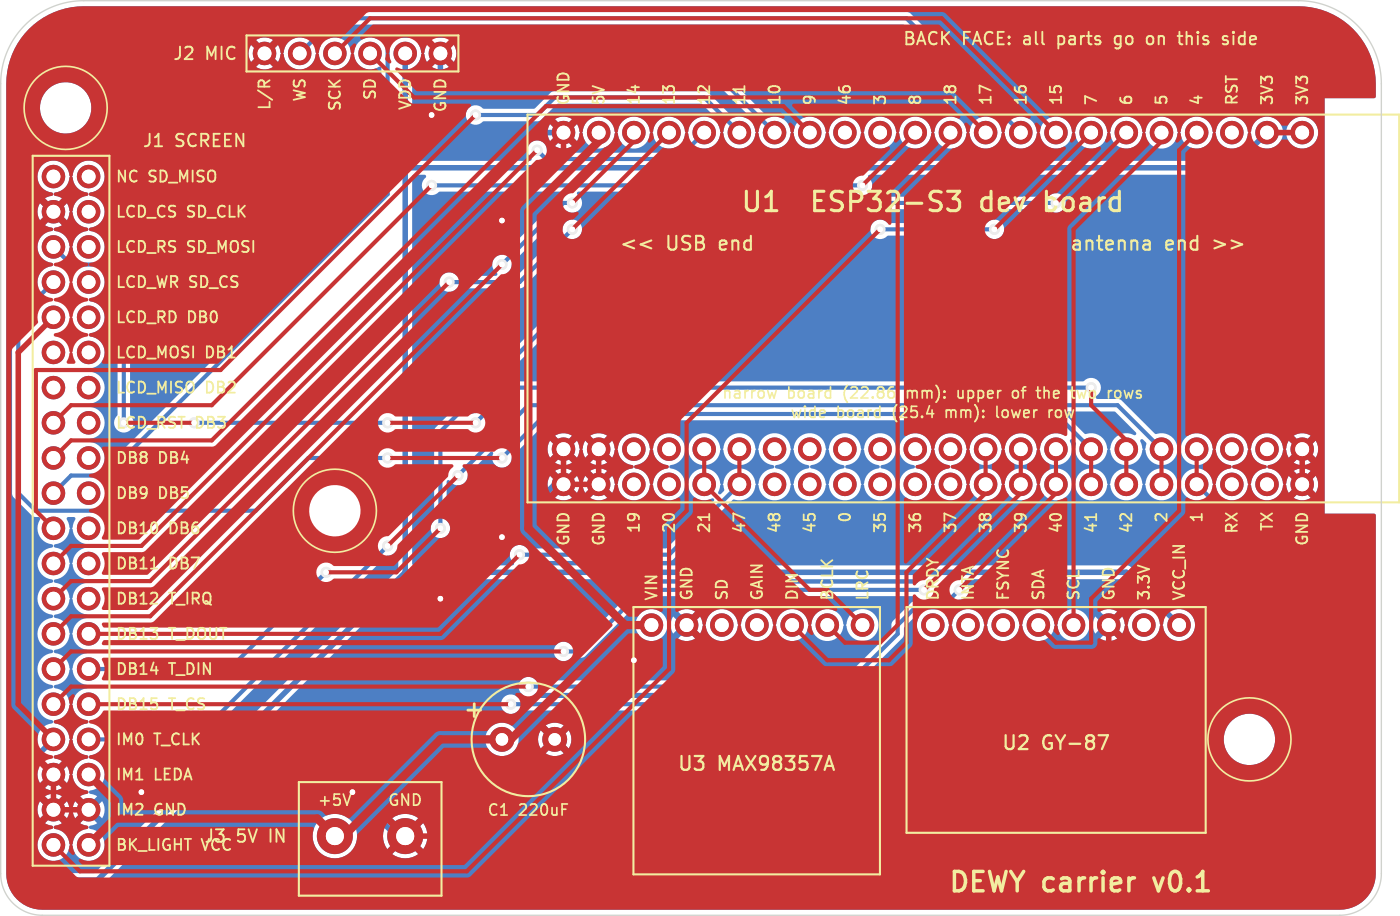 BACK FACE: all parts go on this side
J2 MIC
L/R WS SCK SD VDD GND
GND 5V 14 13 12 11 10 9 46 3 8 18 17 16 15 7 6 5 4 RST 3V3 3V3
J1 SCREEN
NC SD_MISO
LCD_CS SD_CLK
LCD_RS SD_MOSI
LCD_WR SD_CS
LCD_RD DB0
LCD_MOSI DB1
LCD_MISO DB2
LCD_RST DB3
DB8 DB4
DB9 DB5
DB10 DB6
DB11 DB7
DB12 T_IRQ
DB13 T_DOUT
DB14 T_DIN
DB15 T_CS
IM0 T_CLK
IM1 LEDA
IM2 GND
BK_LIGHT VCC
U1 ESP32-S3 dev board
<< USB end
antenna end >>
narrow board (22.86 mm): upper of the two rows
wide board (25.4 mm): lower row
GND GND 19 20 21 47 48 45 0 35 36 37 38 39 40 41 42 2 1 RX TX GND
VIN GND SD GAIN DIN BCLK LRC
DRDY INTA FSYNC SDA SCL GND 3.3V VCC_IN
+
C1 220uF
U3 MAX98357A
U2 GY-87
+5V GND
J3 5V IN
DEWY carrier v0.1